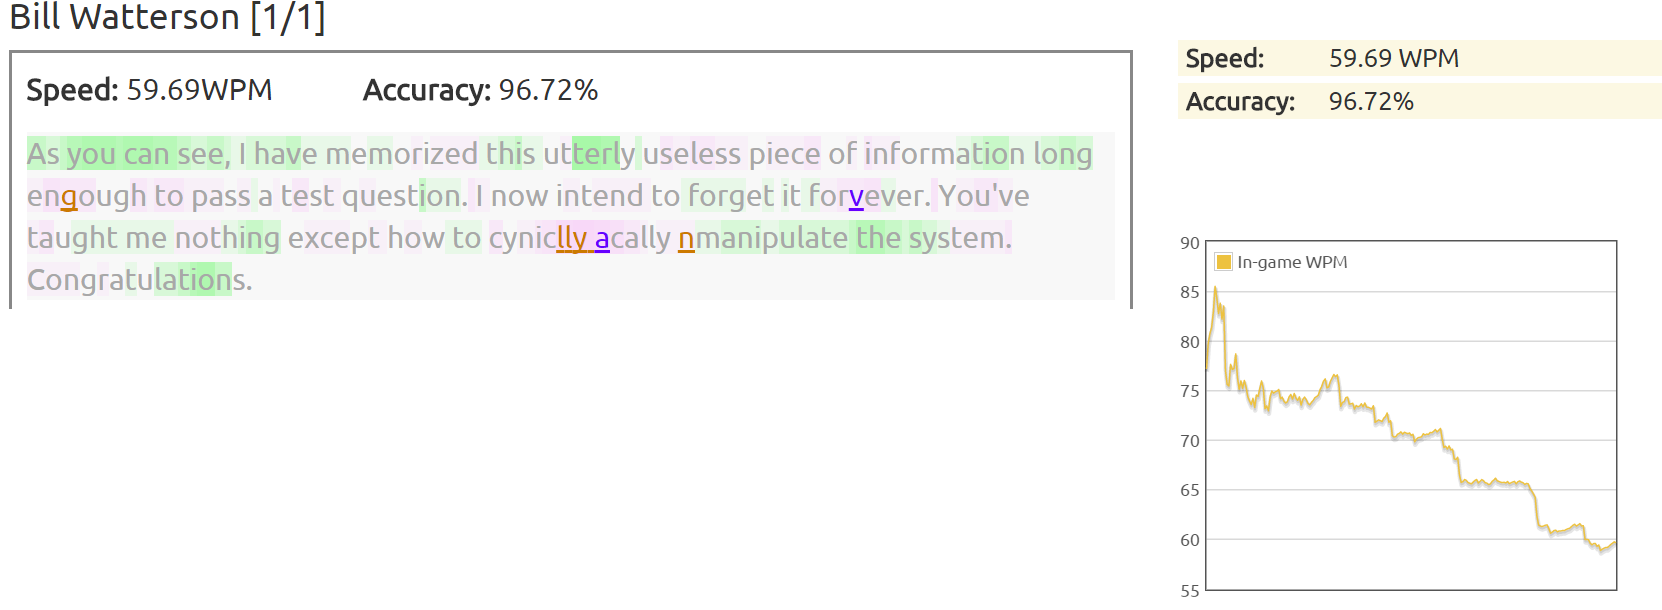 Bill Watterson [1/1]
Speed: 59.69WPM Accuracy: 96.72%
As you can see, I have memorized this utterly useless piece of information long
engough to pass a test question. I now intend to forget it forvever. You've
taught me nothing except how to cyniclly acally nmanipulate the system.
Congratulations.
Speed: 59.69 WPM
Accuracy: 96.72%
In-game WPM
90
85
80
75
70
65
60
55